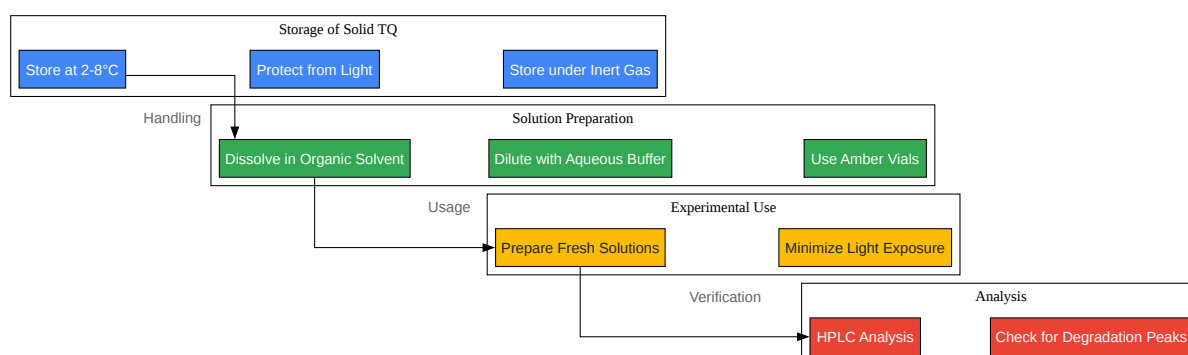 Storage of Solid TQ
Store at 2-8°C
Protect from Light
Store under Inert Gas
Handling
Solution Preparation
Dissolve in Organic Solvent
Dilute with Aqueous Buffer
Use Amber Vials
Usage
Experimental Use
Prepare Fresh Solutions
Minimize Light Exposure
Verification
Analysis
HPLC Analysis
Check for Degradation Peaks